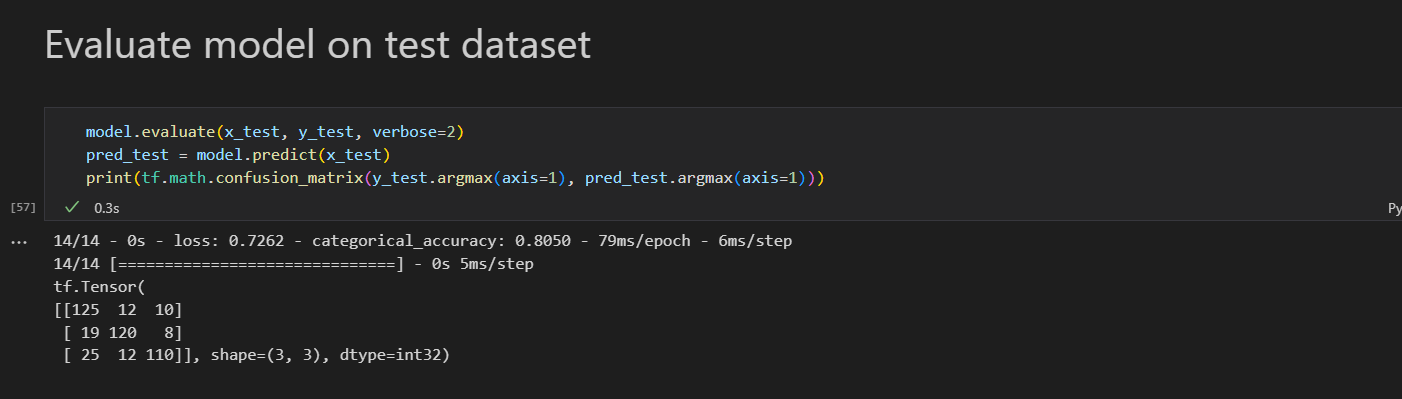 Evaluate model on test dataset
model.evaluate(x_test, y_test, verbose=2)
pred_test = model.predict(x_test)
print(tf.math.confusion_matrix(y_test.argmax(axis=1), pred_test.argmax(axis=1)))
[57] ✓ 0.3s Py
... 14/14 - 0s - loss: 0.7262 - categorical_accuracy: 0.8050 - 79ms/epoch - 6ms/step
14/14 [==============================] - 0s 5ms/step
tf.Tensor(
[[125  12  10]
 [ 19 120   8]
 [ 25  12 110]], shape=(3, 3), dtype=int32)